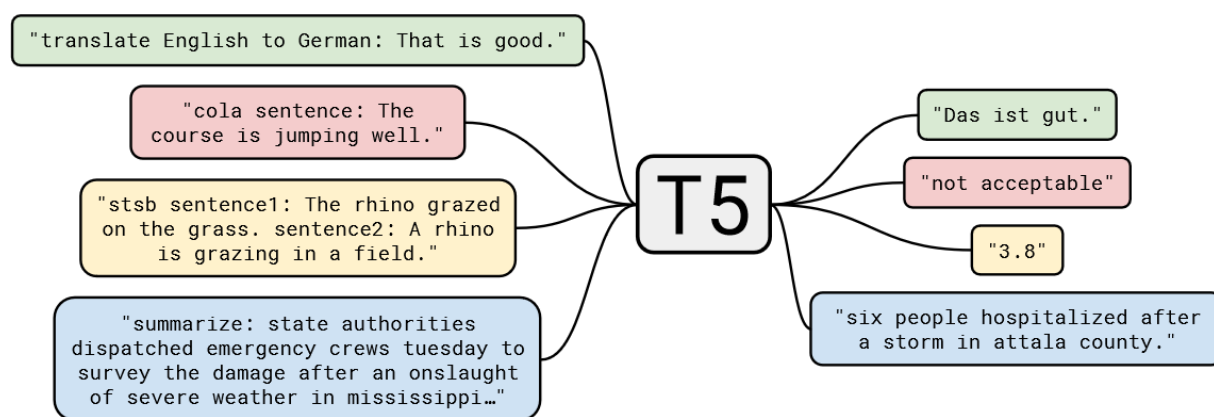 "translate English to German: That is good."
"cola sentence: The
course is jumping well."
"stsb sentence1: The rhino grazed
on the grass. sentence2: A rhino
is grazing in a field."
"summarize: state authorities
dispatched emergency crews tuesday to
survey the damage after an onslaught
of severe weather in mississippi…"
T5
"Das ist gut."
"not acceptable"
"3.8"
"six people hospitalized after
a storm in attala county."